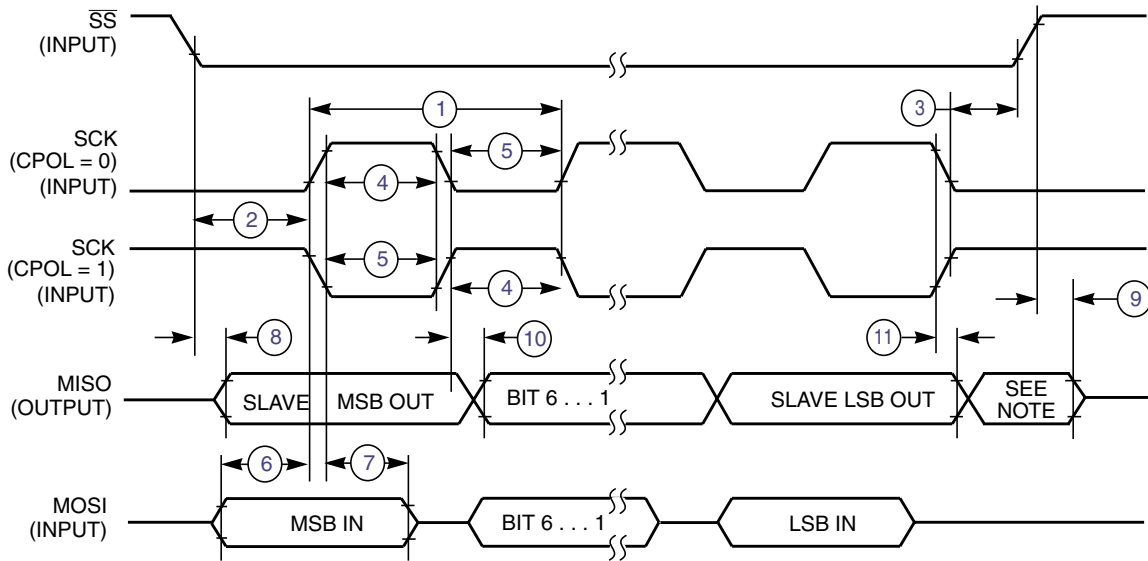 SS
(INPUT)
1
3
SCK
(CPOL = 0)
(INPUT)
5
4
2
SCK
(CPOL = 1)
(INPUT)
5
4
9
8
10
11
MISO
(OUTPUT)
SLAVE MSB OUT
BIT 6 . . . 1
SLAVE LSB OUT
SEE
NOTE
6
7
MOSI
(INPUT)
MSB IN
BIT 6 . . . 1
LSB IN